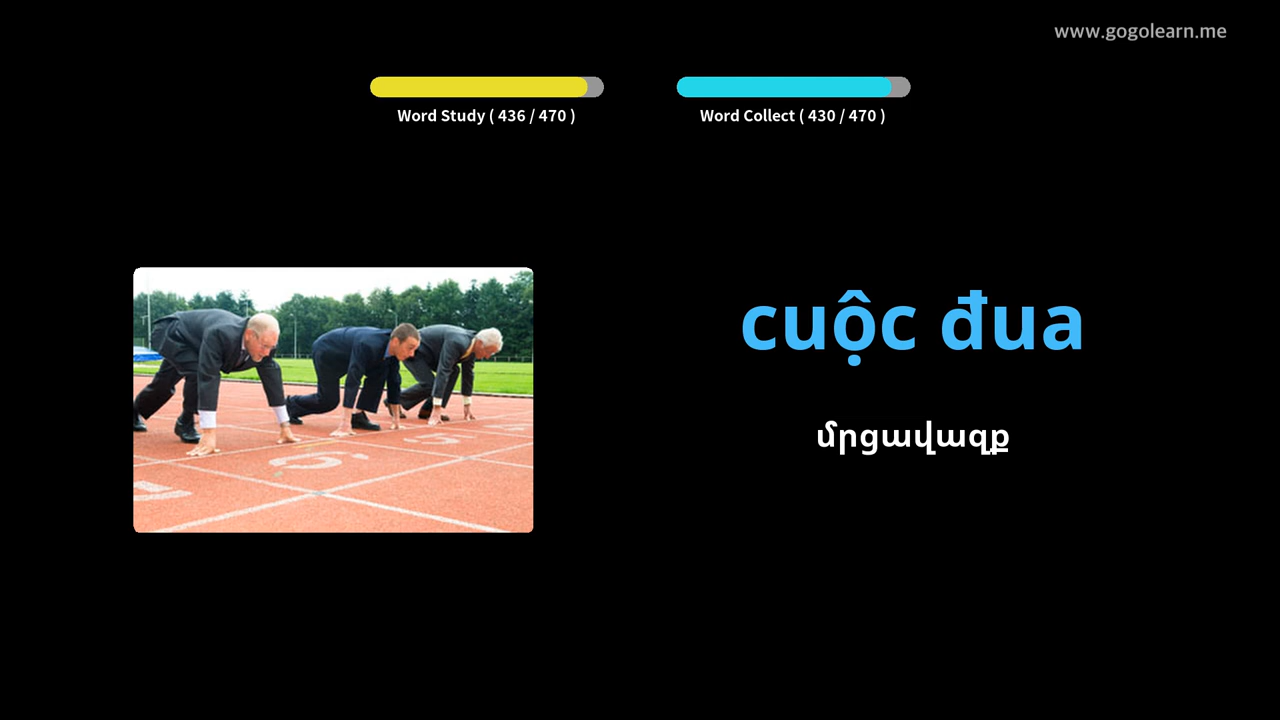 www.gogolearn.me
Word Study ( 436 / 470 )
Word Collect ( 430 / 470 )
cuộc đua
մրցավազք